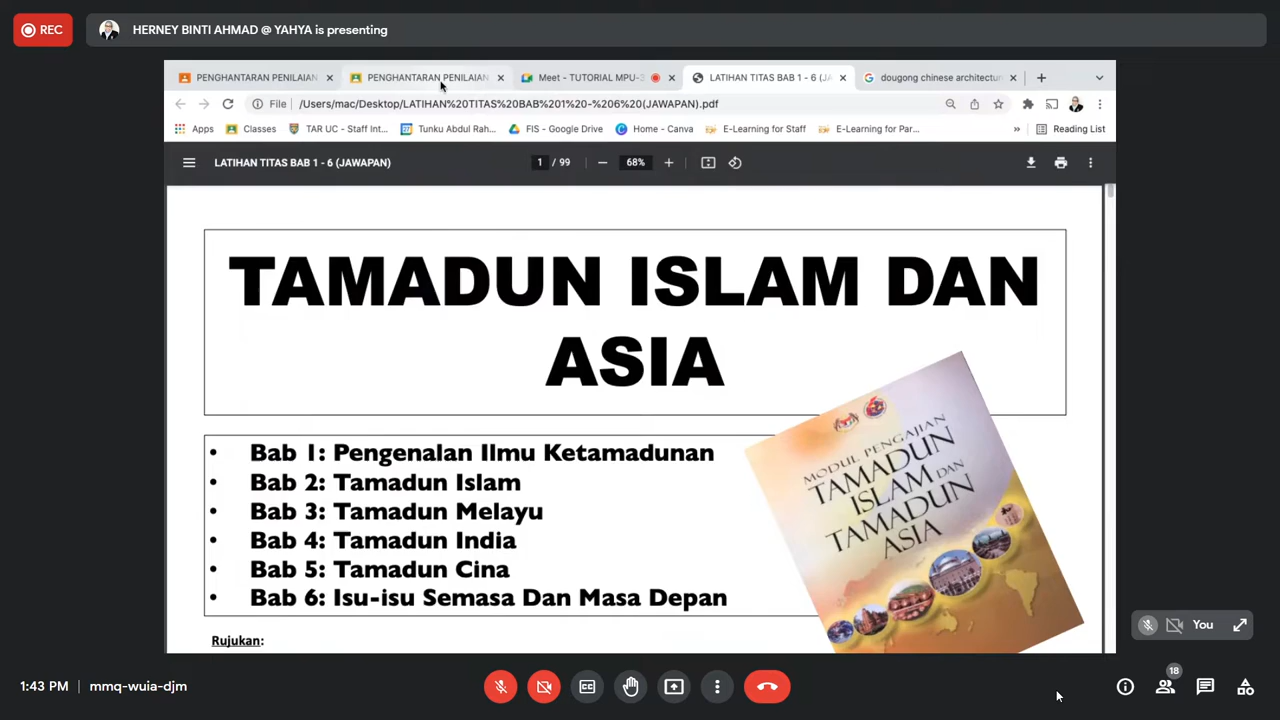 REC
HERNEY BINTI AHMAD @ YAHYA is presenting
PENGHANTARAN PENILAIAN
PENGHANTARAN PENILAIAN
Meet - TUTORIAL MPU-3
LATIHAN TITAS BAB 1 - 6 (JA
dougong chinese architectur
File
/Users/mac/Desktop/LATIHAN%20TITAS%20BAB%201%20-%206%20(JAWAPAN).pdf
Apps
Classes
TAR UC - Staff Int...
Tunku Abdul Rah...
FIS - Google Drive
Home - Canva
E-Learning for Staff
E-Learning for Par...
»
Reading List
LATIHAN TITAS BAB 1 - 6 (JAWAPAN)
1 / 99
68%
TAMADUN ISLAM DAN
ASIA
• Bab 1: Pengenalan Ilmu Ketamadunan
• Bab 2: Tamadun Islam
• Bab 3: Tamadun Melayu
• Bab 4: Tamadun India
• Bab 5: Tamadun Cina
• Bab 6: Isu-isu Semasa Dan Masa Depan
Rujukan:
MODUL PENGAJIAN
TAMADUN
ISLAM DAN
TAMADUN
ASIA
You
1:43 PM
mmq-wuia-djm
18